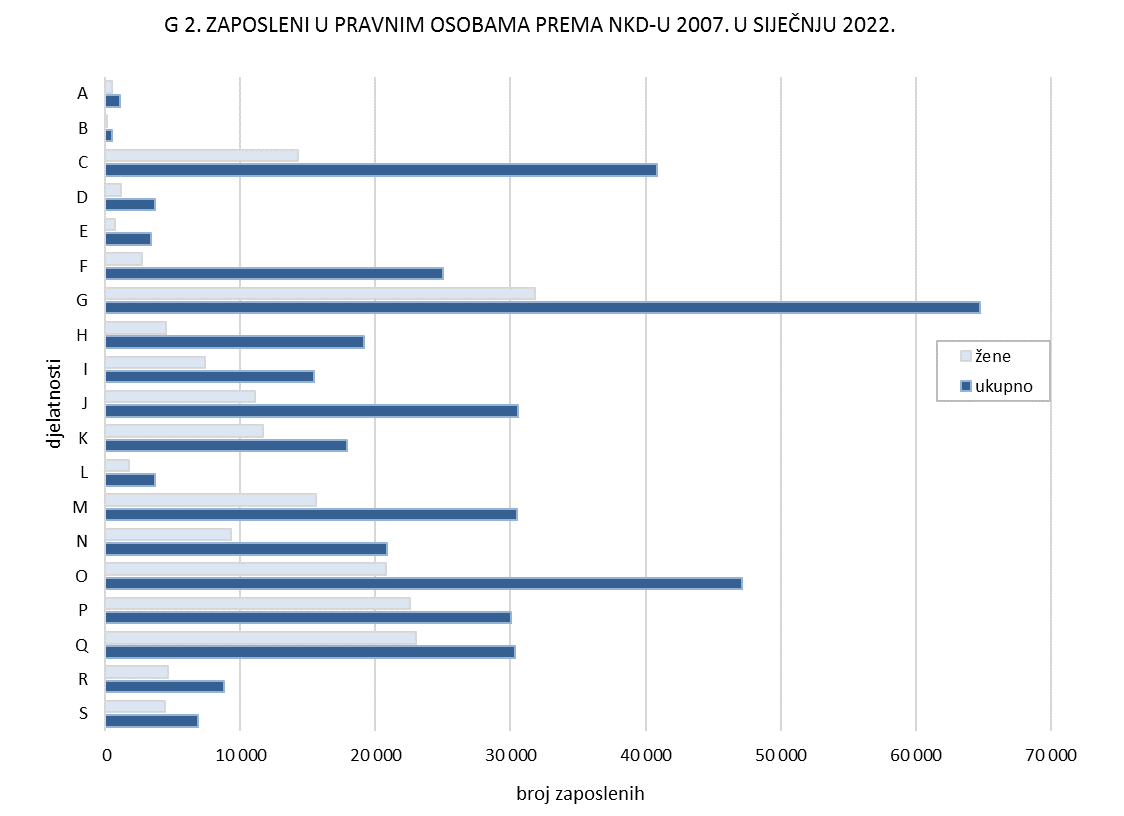 G 2. ZAPOSLENI U PRAVNIM OSOBAMA PREMA NKD-U 2007. U SIJEČNJU 2022.
A
B
C
D
E
F
G
H
I
J
K
L
M
N
O
P
Q
R
S
djelatnosti
žene
ukupno
0 10 000 20 000 30 000 40 000 50 000 60 000 70 000
broj zaposlenih